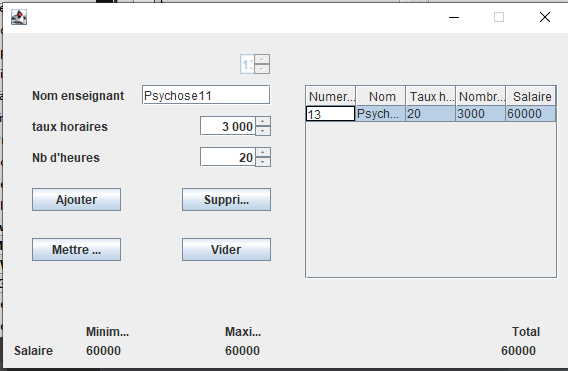 13
Nom enseignant Psychose11
taux horaires 3 000
Nb d'heures 20
Ajouter Suppri...
Mettre ... Vider
Numer... Nom Taux h... Nombr... Salaire
13 Psych... 20 3000 60000
Minim... Maxi... Total
Salaire 60000 60000 60000